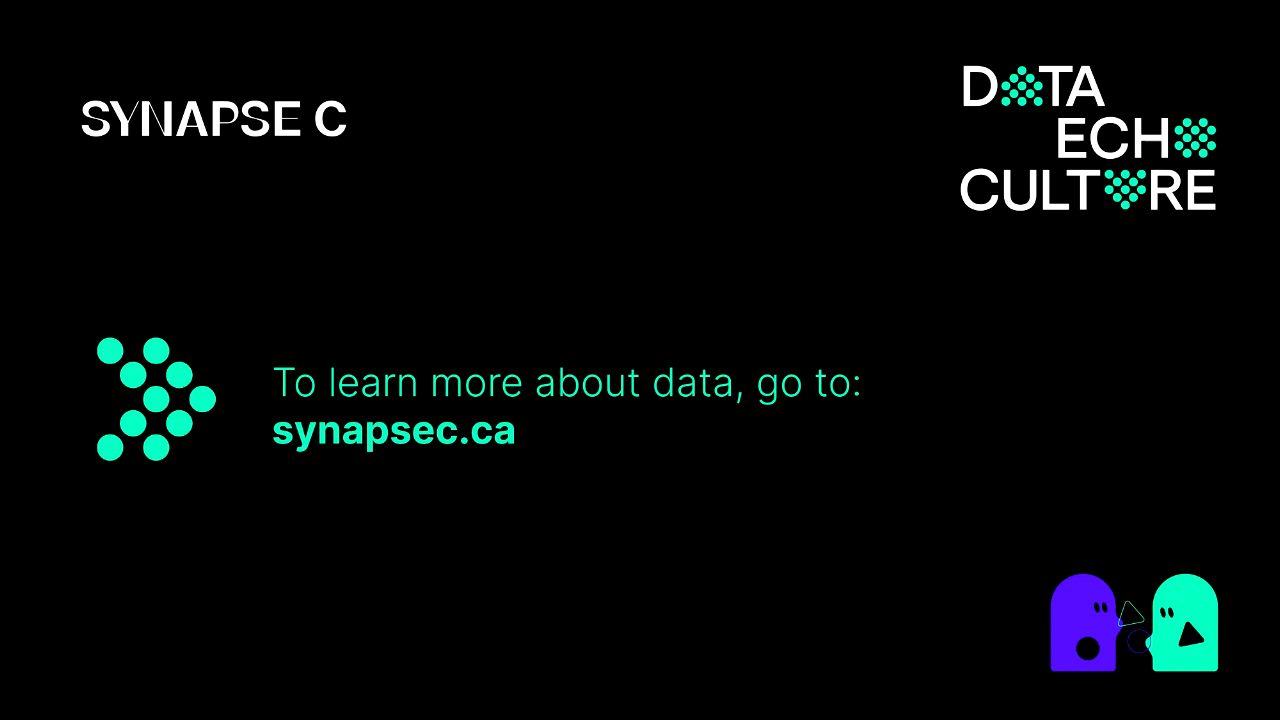 SYNAPSE C
DATA
ECHO
CULTURE
To learn more about data, go to:
synapsec.ca